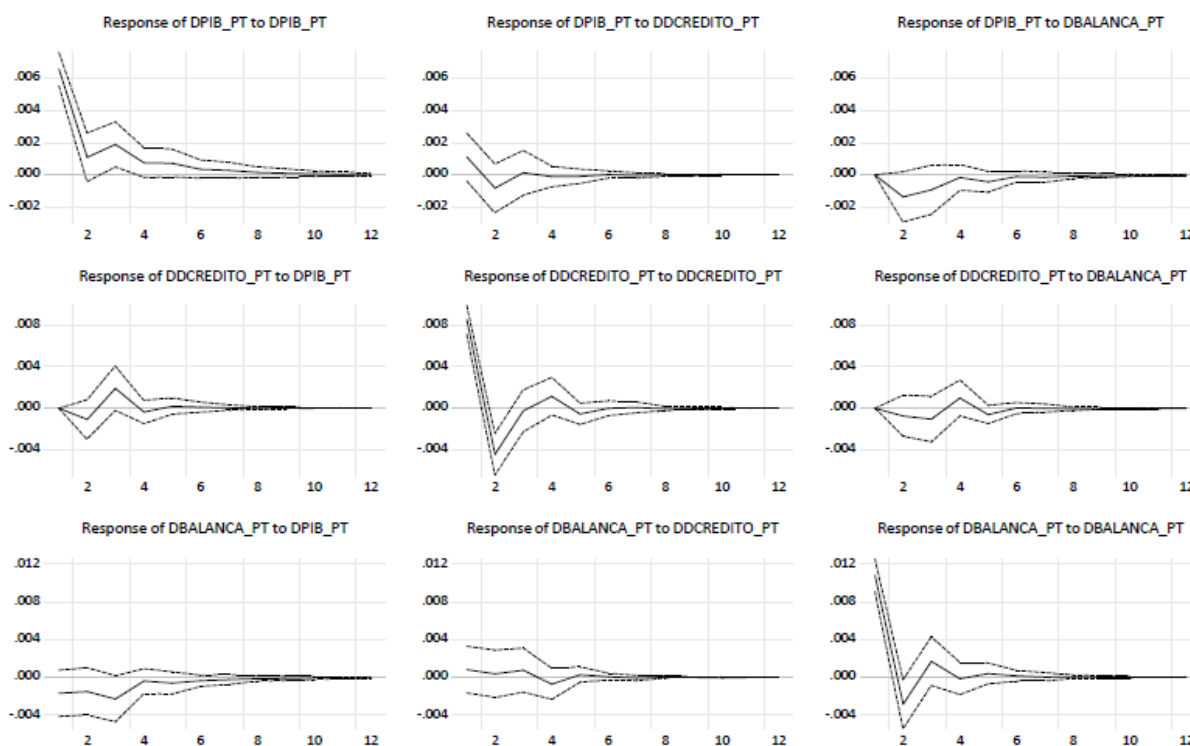 Response of DPIB_PT to DPIB_PT
.006
.004
.002
.000
-.002
2 4 6 8 10 12
Response of DPIB_PT to DDCREDITO_PT
.006
.004
.002
.000
-.002
2 4 6 8 10 12
Response of DPIB_PT to DBALANCA_PT
.006
.004
.002
.000
-.002
2 4 6 8 10 12
Response of DDCREDITO_PT to DPIB_PT
.008
.004
.000
-.004
2 4 6 8 10 12
Response of DDCREDITO_PT to DDCREDITO_PT
.008
.004
.000
-.004
2 4 6 8 10 12
Response of DDCREDITO_PT to DBALANCA_PT
.008
.004
.000
-.004
2 4 6 8 10 12
Response of DBALANCA_PT to DPIB_PT
.012
.008
.004
.000
-.004
2 4 6 8 10 12
Response of DBALANCA_PT to DDCREDITO_PT
.012
.008
.004
.000
-.004
2 4 6 8 10 12
Response of DBALANCA_PT to DBALANCA_PT
.012
.008
.004
.000
-.004
2 4 6 8 10 12